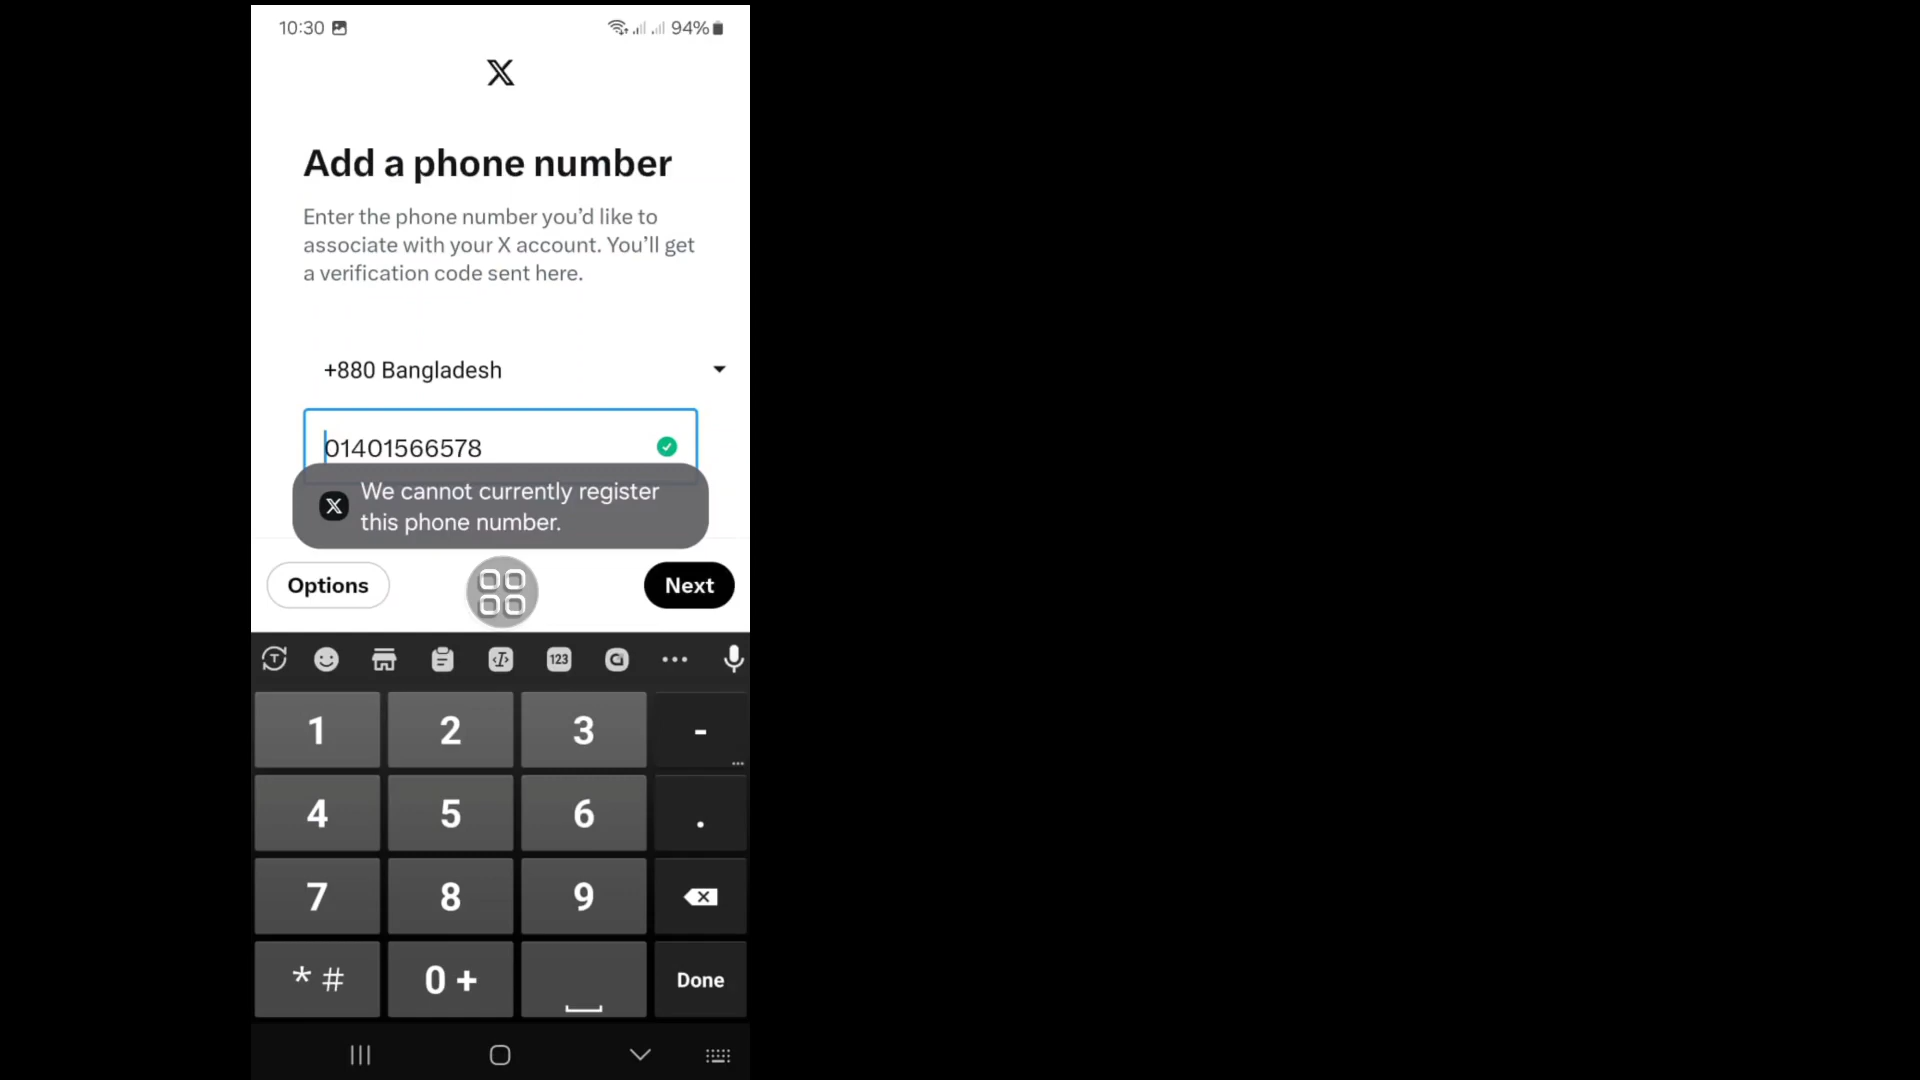 10:30 94%
X
Add a phone number
Enter the phone number you’d like to
associate with your X account. You’ll get
a verification code sent here.
+880 Bangladesh
01401566578
We cannot currently register
this phone number.
Options Next
123
1 2 3 -
4 5 6 .
7 8 9
* # 0 + Done